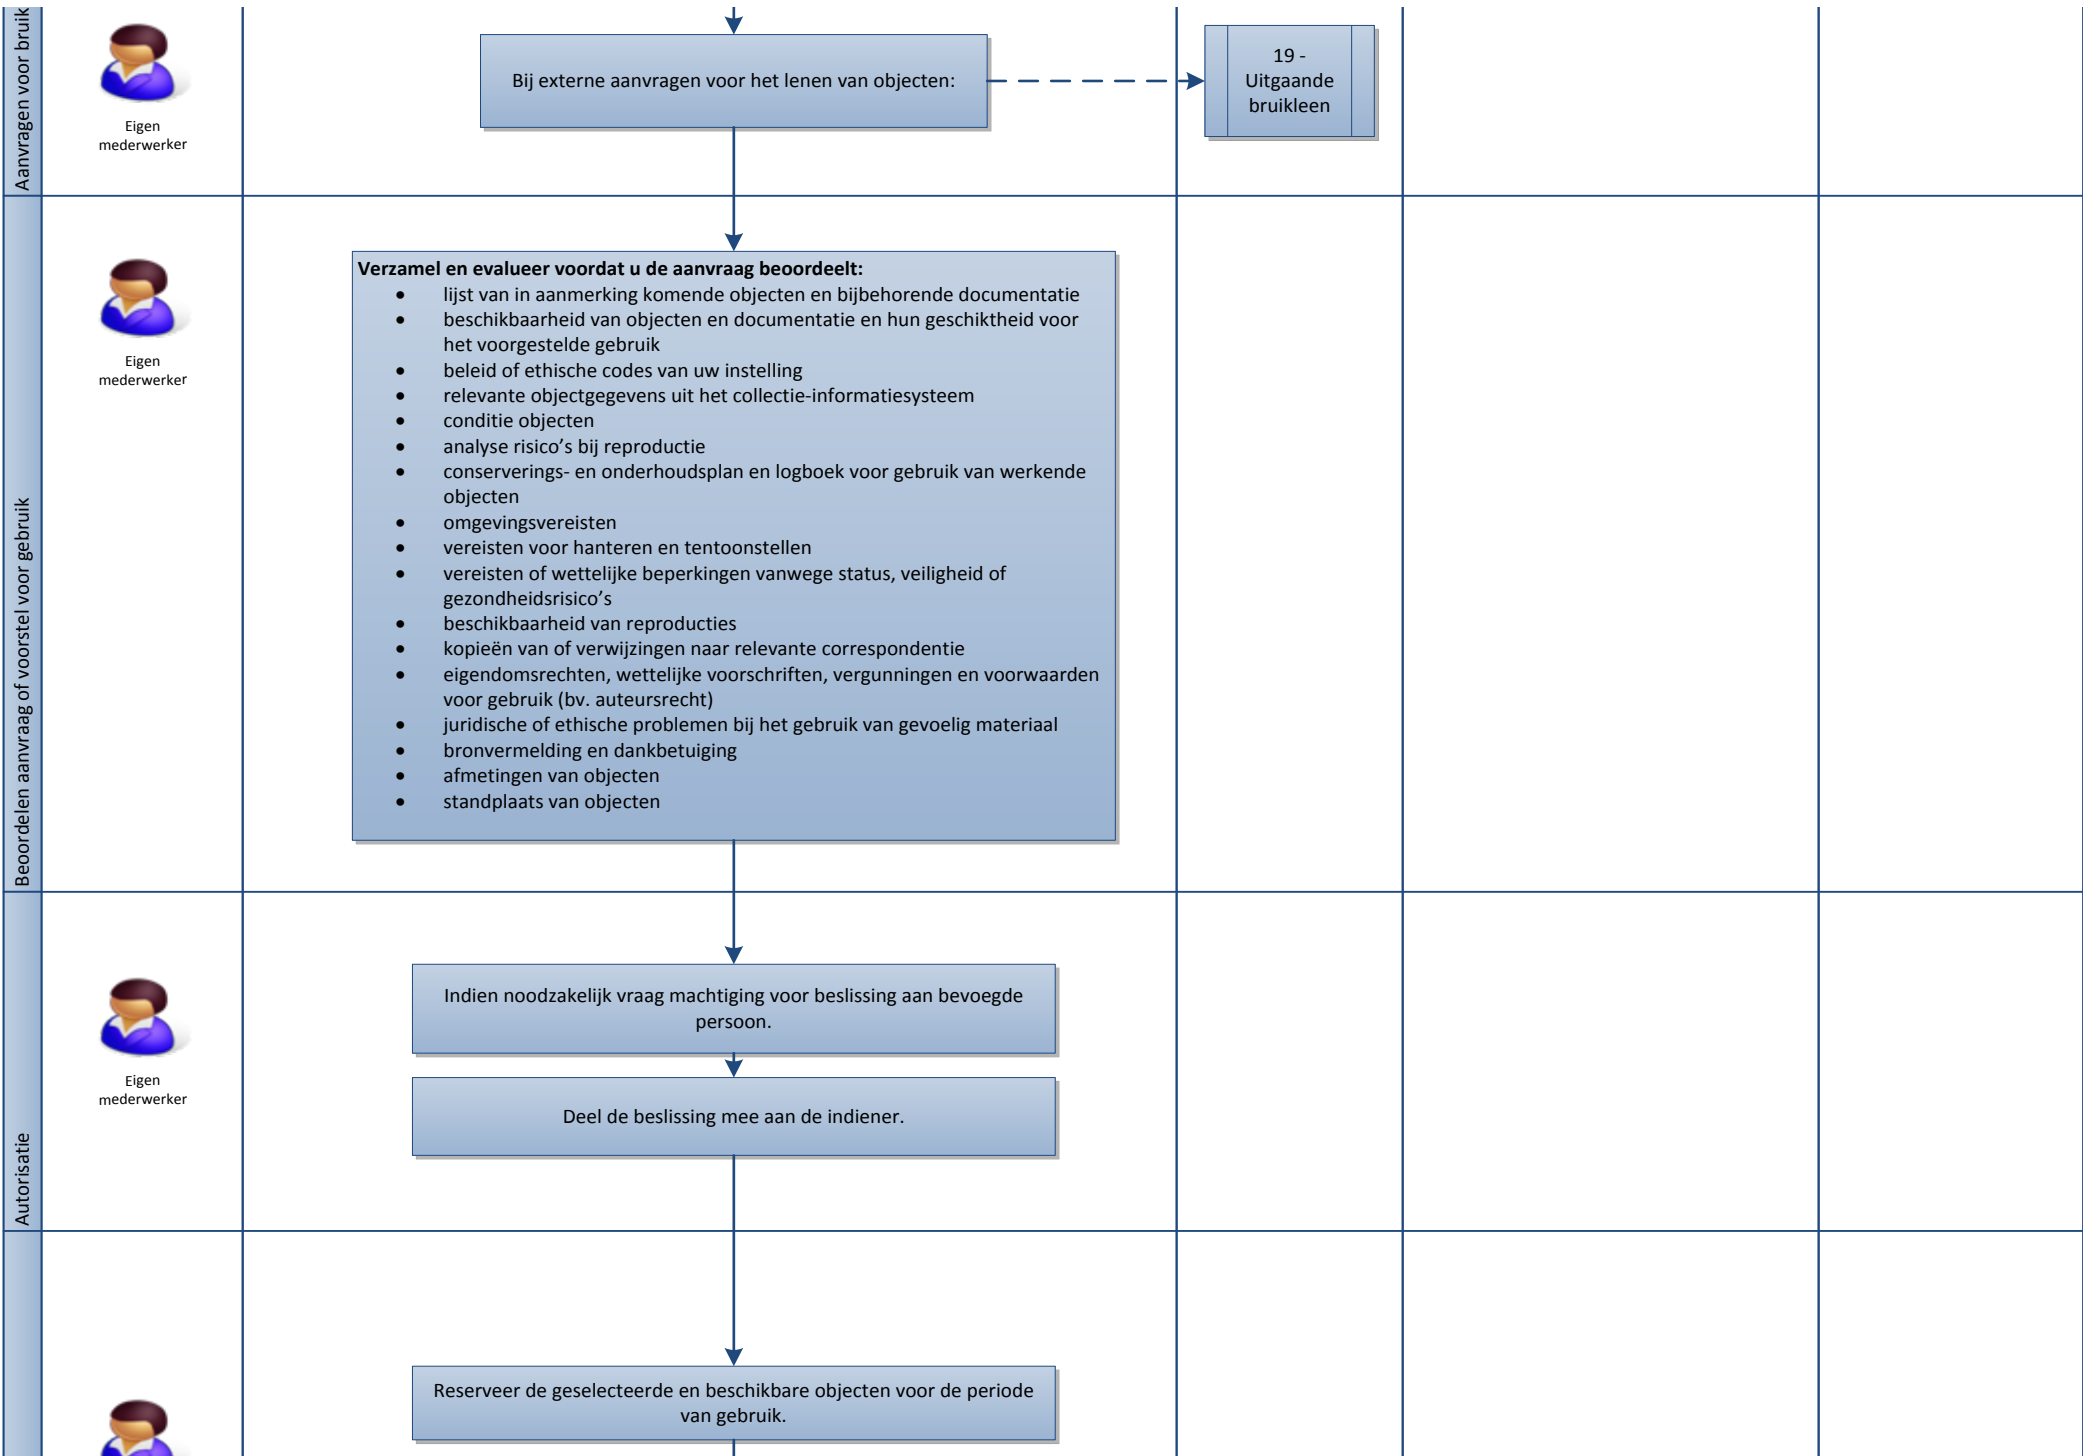 Aanvragen voor bruik
Eigen
mederwerker
Bij externe aanvragen voor het lenen van objecten:
19 -
Uitgaande
bruikleen
Beoordelen aanvraag of voorstel voor gebruik
Eigen
mederwerker
Verzamel en evalueer voordat u de aanvraag beoordeelt:
• lijst van in aanmerking komende objecten en bijbehorende documentatie
• beschikbaarheid van objecten en documentatie en hun geschiktheid voor
het voorgestelde gebruik
• beleid of ethische codes van uw instelling
• relevante objectgegevens uit het collectie-informatiesysteem
• conditie objecten
• analyse risico’s bij reproductie
• conserverings- en onderhoudsplan en logboek voor gebruik van werkende
objecten
• omgevingsvereisten
• vereisten voor hanteren en tentoonstellen
• vereisten of wettelijke beperkingen vanwege status, veiligheid of
gezondheidsrisico’s
• beschikbaarheid van reproducties
• kopieën van of verwijzingen naar relevante correspondentie
• eigendomsrechten, wettelijke voorschriften, vergunningen en voorwaarden
voor gebruik (bv. auteursrecht)
• juridische of ethische problemen bij het gebruik van gevoelig materiaal
• bronvermelding en dankbetuiging
• afmetingen van objecten
• standplaats van objecten
Autorisatie
Eigen
mederwerker
Indien noodzakelijk vraag machtiging voor beslissing aan bevoegde
persoon.
Deel de beslissing mee aan de indiener.
Reserveer de geselecteerde en beschikbare objecten voor de periode
van gebruik.